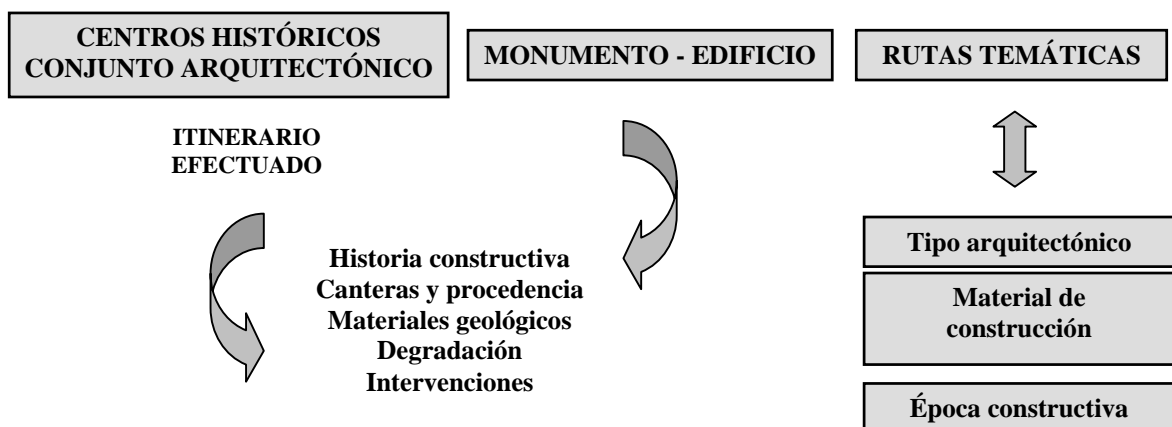 CENTROS HISTÓRICOS
CONJUNTO ARQUITECTÓNICO
MONUMENTO - EDIFICIO
RUTAS TEMÁTICAS
ITINERARIO
EFECTUADO
Historia constructiva
Canteras y procedencia
Materiales geológicos
Degradación
Intervenciones
Tipo arquitectónico
Material de
construcción
Época constructiva